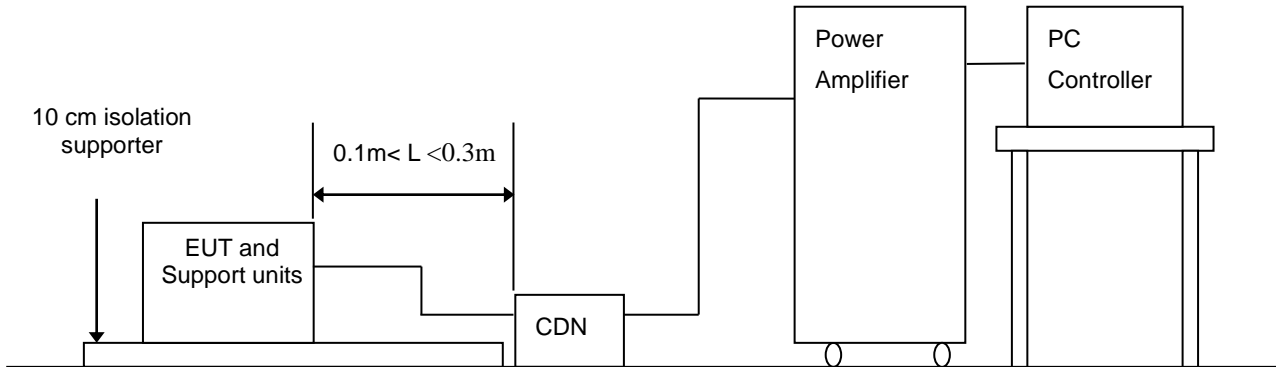 10 cm isolation
supporter
0.1m< L <0.3m
EUT and
Support units
CDN
Power
Amplifier
PC
Controller